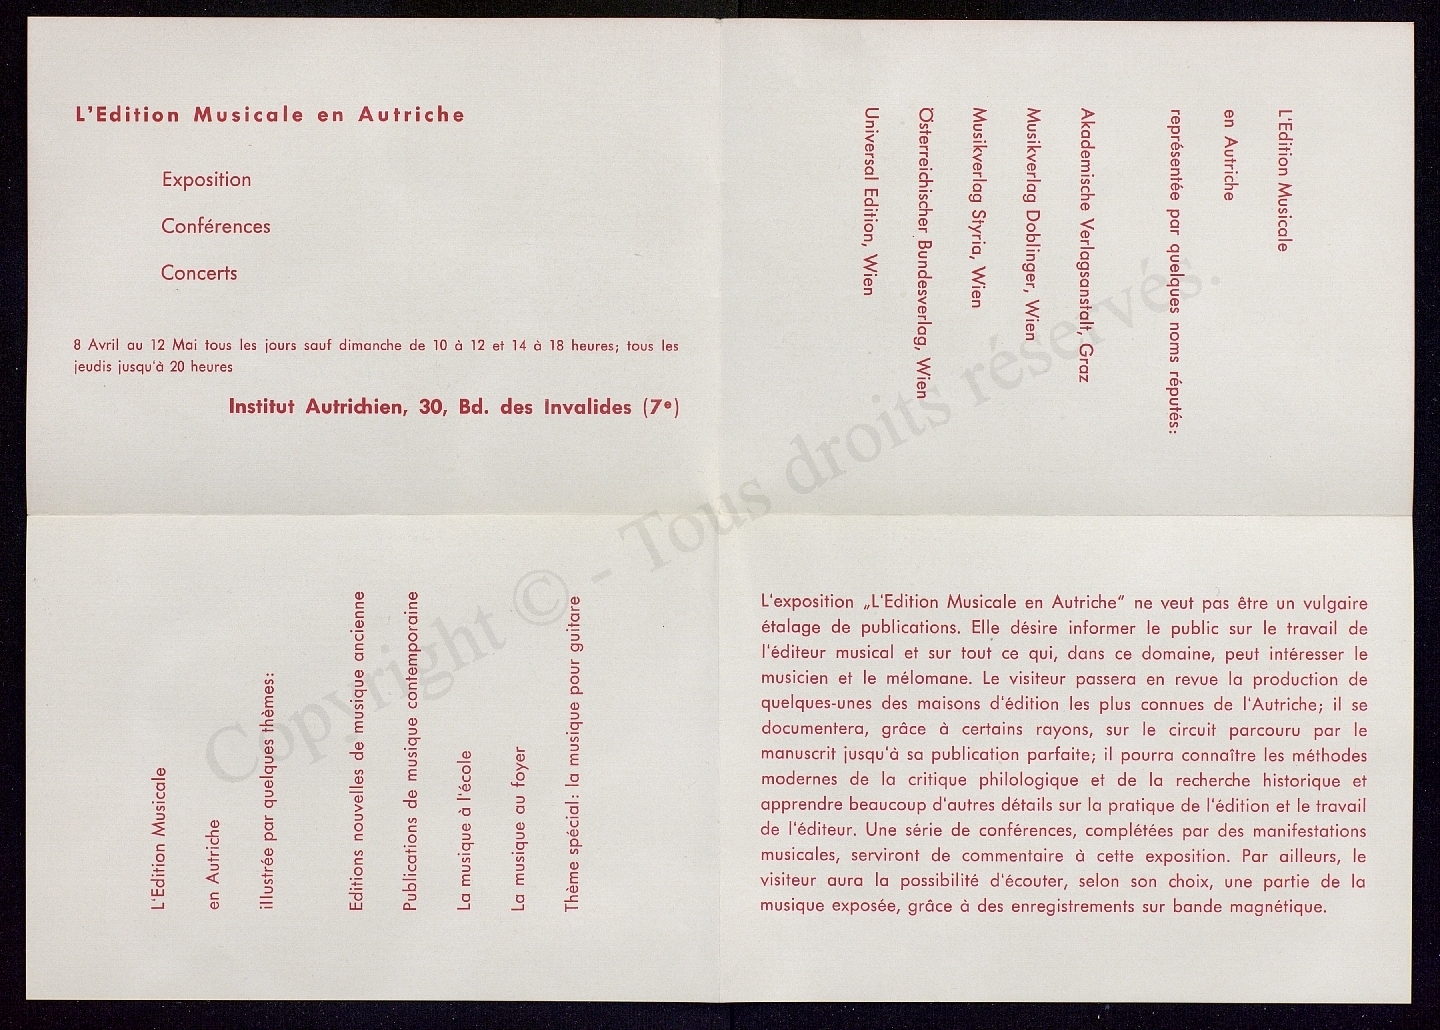 L'Edition Musicale en Autriche
Exposition
Conférences
Concerts
8 Avril au 12 Mai tous les jours sauf dimanche de 10 à 12 et 14 à 18 heures; tous les
jeudis jusqu'à 20 heures
Institut Autrichien, 30, Bd. des Invalides (7e)
L'Edition Musicale
en Autriche
représentée par quelques noms réputés:
Akademische Verlagsanstalt, Graz
Musikverlag Doblinger, Wien
Musikverlag Styria, Wien
Österreichischer Bundesverlag, Wien
Universal Edition, Wien
L'Edition Musicale
en Autriche
illustrée par quelques thèmes:
Editions nouvelles de musique ancienne
Publications de musique contemporaine
La musique à l'école
La musique au foyer
Thème spécial: la musique pour guitare
L'exposition „L'Edition Musicale en Autriche" ne veut pas être un vulgaire
étalage de publications. Elle désire informer le public sur le travail de
l'éditeur musical et sur tout ce qui, dans ce domaine, peut intéresser le
musicien et le mélomane. Le visiteur passera en revue la production de
quelques-unes des maisons d'édition les plus connues de l'Autriche; il se
documentera, grâce à certains rayons, sur le circuit parcouru par le
manuscrit jusqu'à sa publication parfaite; il pourra connaître les méthodes
modernes de la critique philologique et de la recherche historique et
apprendre beaucoup d'autres détails sur la pratique de l'édition et le travail
de l'éditeur. Une série de conférences, complétées par des manifestations
musicales, serviront de commentaire à cette exposition. Par ailleurs, le
visiteur aura la possibilité d'écouter, selon son choix, une partie de la
musique exposée, grâce à des enregistrements sur bande magnétique.
Copyright © - Tous droits réservés.